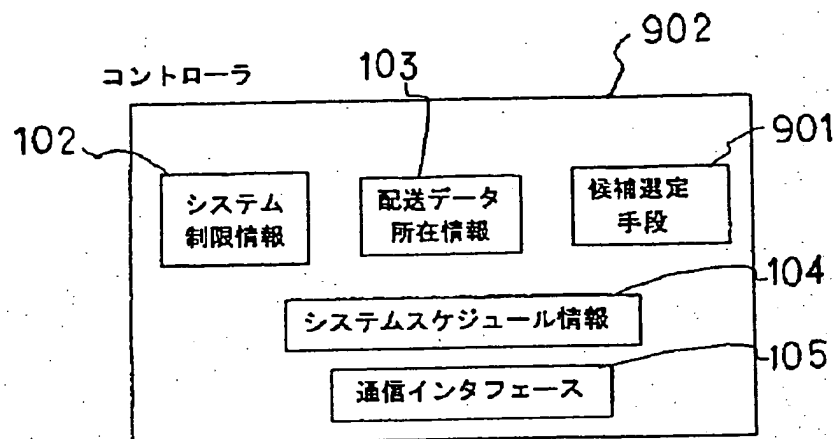 902
コントローラ
103
102
901
システム
制限情報
配送データ
所在情報
候補選定
手段
104
システムスケジュール情報
105
通信インタフェース